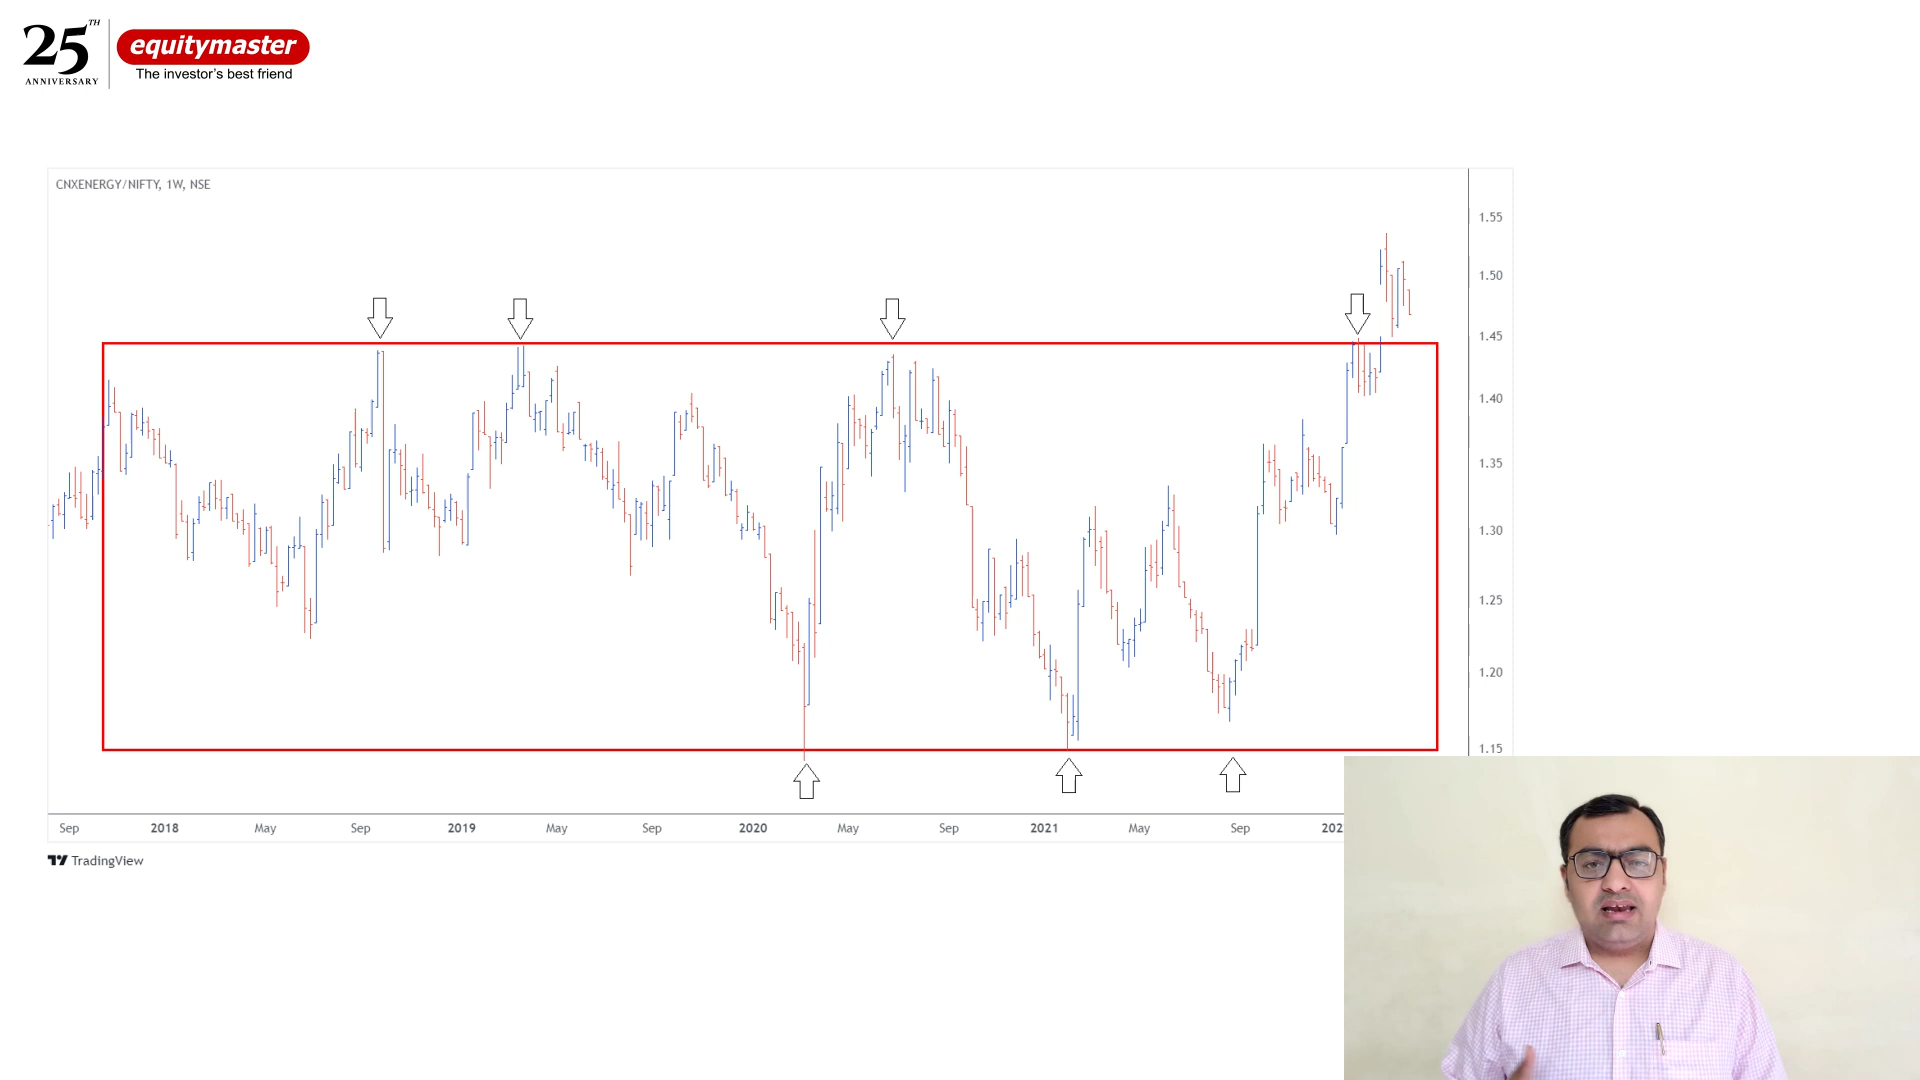 25TH
ANNIVERSARY
equitymaster
The investor's best friend
CNXENERGY/NIFTY, 1W, NSE
1.55
1.50
1.45
1.40
1.35
1.30
1.25
1.20
1.15
Sep 2018 May Sep 2019 May Sep 2020 May Sep 2021 May Sep 202
TradingView